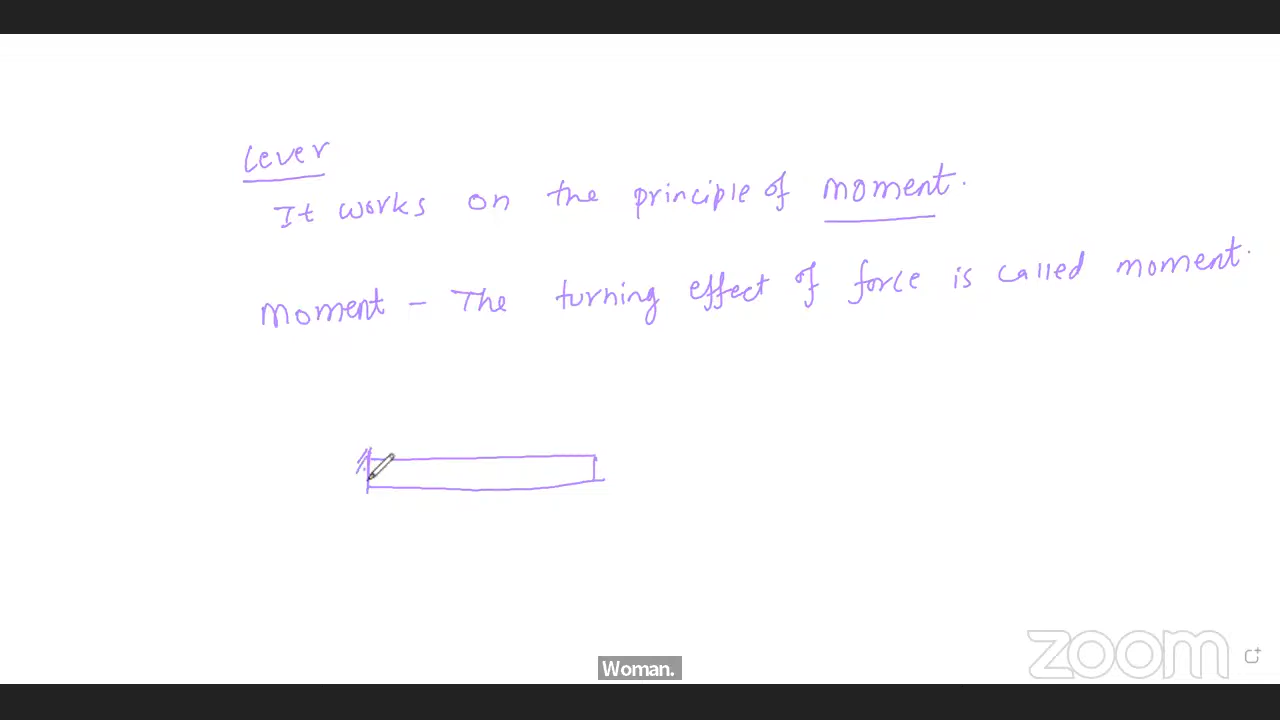 Lever
It works on the principle of moment.
Moment - The turning effect of force is called moment.
Woman.
zoom